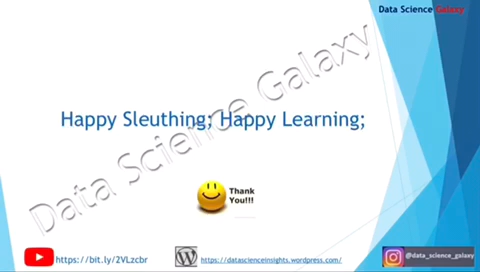 Data Science Galaxy
Data Science Galaxy
Happy Sleuthing; Happy Learning;
Thank
You!!!
https://bit.ly/2VLzcbr
https://datascienceinsights.wordpress.com/
@data_science_galaxy